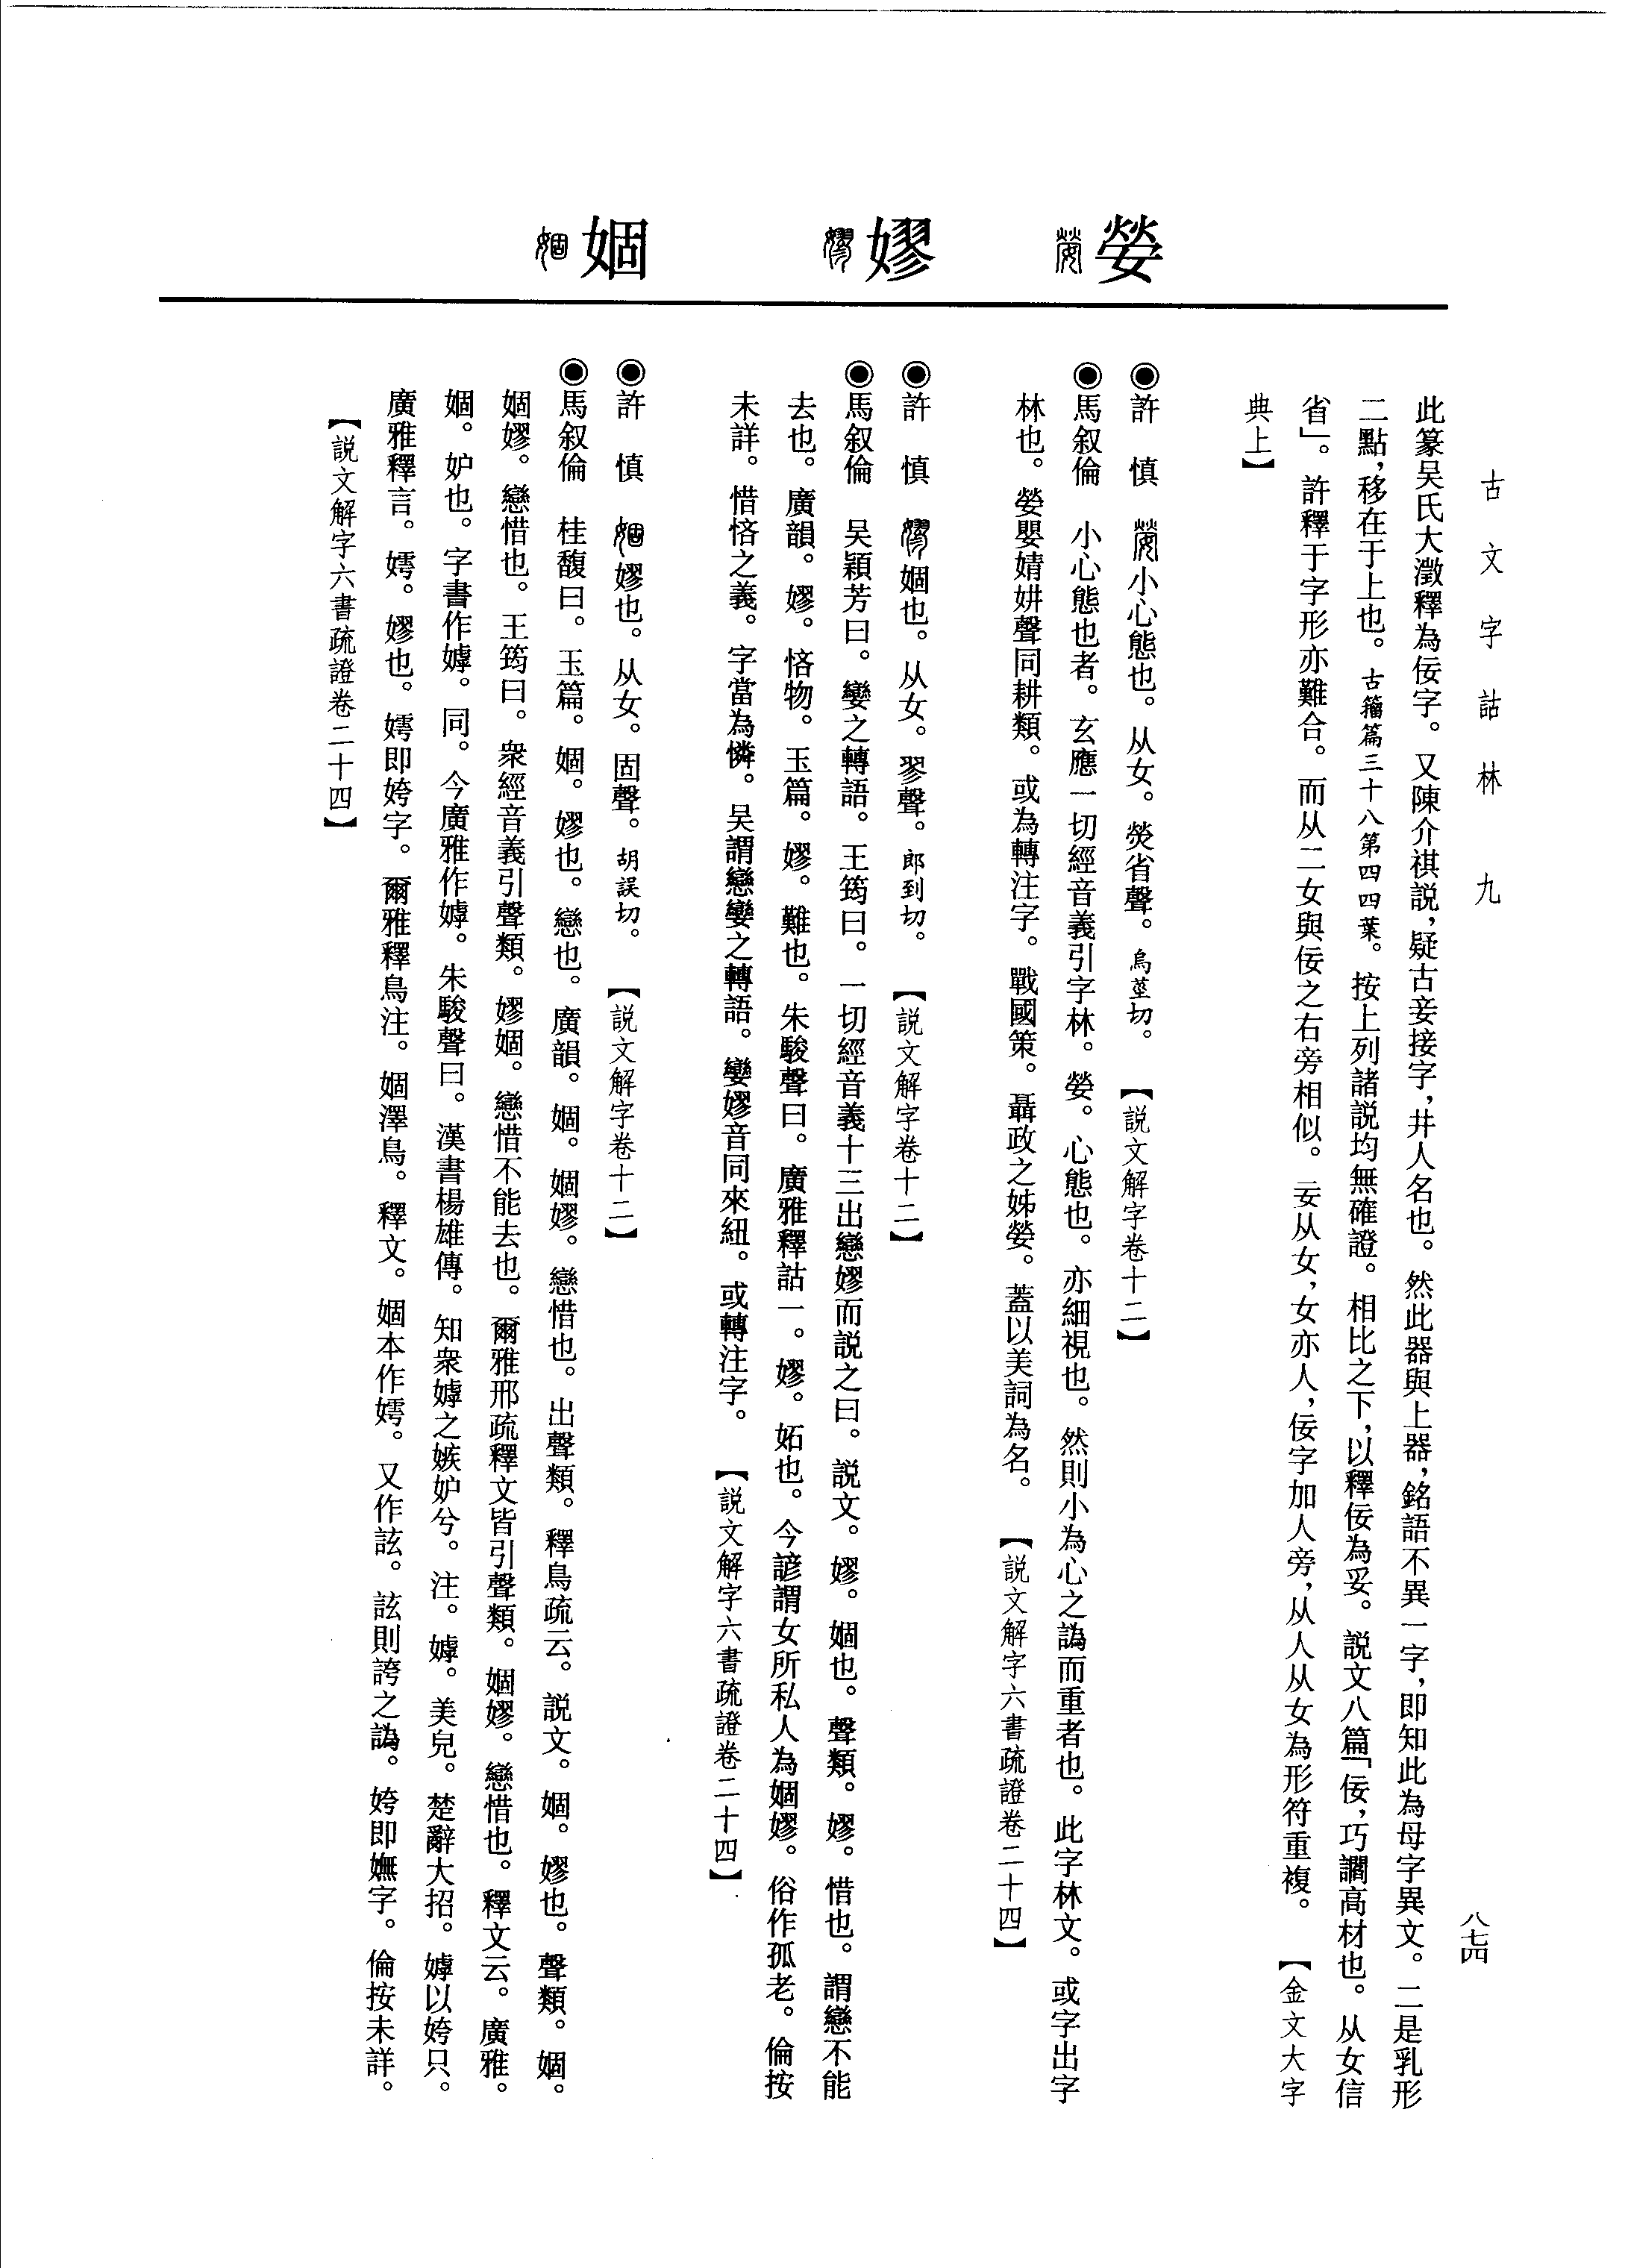 古文字詁林 九
八七四
此篆吴氏大澂釋為佞字。又陳介祺説，疑古妾接字，井人名也。然此器與上器，銘語不異一字，即知此為母字異文。二是乳形
二點，移在于上也。古籀篇三十八第四四葉。按上列諸説均無確證。相比之下，以釋佞為妥。説文八篇「佞，巧讇高材也。从女信
省」。許釋于字形亦難合。而从二女與佞之右旁相似。妄从女，女亦人，佞字加人旁，从人从女為形符重複。【金文大字
典上】
嫈
●許 慎 小心態也。从女。熒省聲。烏莖切。【説文解字卷十二】
●馬叙倫 小心態也者。玄應一切經音義引字林。嫈。心態也。亦細視也。然則小為心之譌而重者也。此字林文。或字出字
林也。嫈嬰婧妌聲同耕類。或為轉注字。戰國策。聶政之姊嫈。蓋以美詞為名。【説文解字六書疏證卷二十四】
嫪
●許 慎 婟也。从女。翏聲。郎到切。【説文解字卷十二】
●馬叙倫 吴穎芳曰。孌之轉語。王筠曰。一切經音義十三出戀嫪而説之曰。説文。嫪。婟也。聲類。嫪。惜也。謂戀不能
去也。廣韻。嫪。悋物。玉篇。嫪。難也。朱駿聲曰。廣雅釋詁一。嫪。妬也。今諺謂女所私人為婟嫪。俗作孤老。倫按
未詳。惜悋之義。字當為憐。吴謂戀孌之轉語。孌嫪音同來紐。或轉注字。【説文解字六書疏證卷二十四】
婟
●許 慎 嫪也。从女。固聲。胡誤切。【説文解字卷十二】
●馬叙倫 桂馥曰。玉篇。婟。嫪也。戀也。廣韻。婟。婟嫪。戀惜也。出聲類。釋鳥疏云。説文。婟。嫪也。聲類。婟。
婟嫪。戀惜也。王筠曰。衆經音義引聲類。嫪婟。戀惜不能去也。爾雅邢疏釋文皆引聲類。婟嫪。戀惜也。釋文云。廣雅。
婟。妒也。字書作嫭。同。今廣雅作嫭。朱駿聲曰。漢書楊雄傳。知衆嫭之嫉妒兮。注。嫭。美皃。楚辭大招。嫭以姱只。
廣雅釋言。嫮。嫪也。嫮即姱字。爾雅釋鳥注。婟澤鳥。釋文。婟本作嫮。又作詃。詃則誇之譌。姱即嫵字。倫按未詳。
【説文解字六書疏證卷二十四】